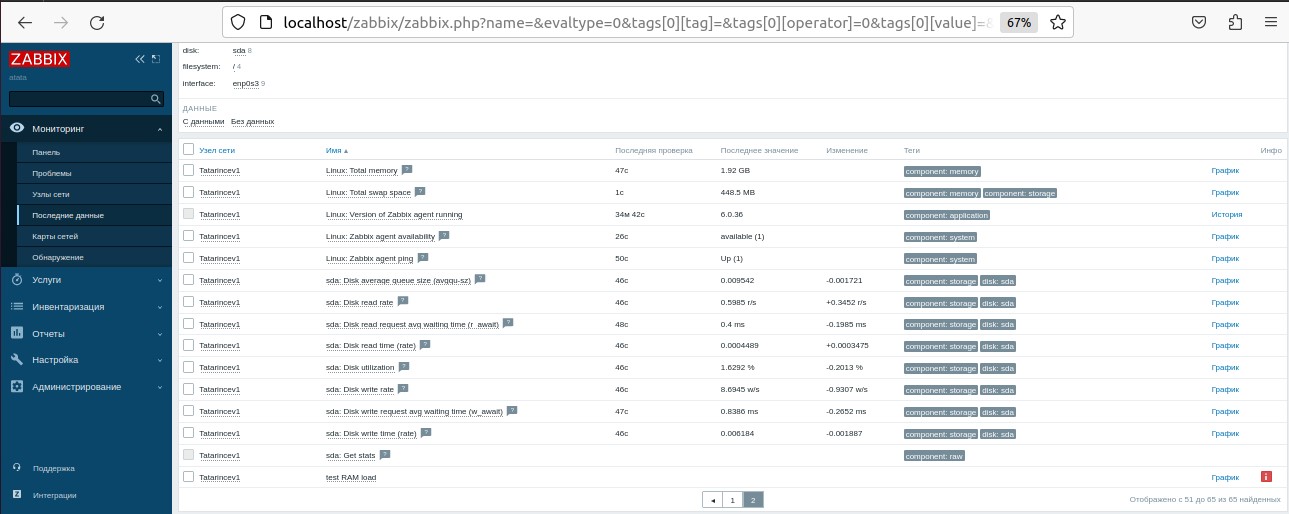 localhost/zabbix/zabbix.php?name=&evaltype=0&tags[0][tag]=&tags[0][operator]=0&tags[0][value]=& 67%
ZABBIX
atata
Мониторинг
Панель
Проблемы
Узлы сети
Последние данные
Карты сетей
Обнаружение
Услуги
Инвентаризация
Отчеты
Настройка
Администрирование
Поддержка
Z Интеграции
disk: sda 8
filesystem: / 4
interface: enp0s3 9
ДАННЫЕ
С данными Без данных
Узел сети Имя ▲ Последняя проверка Последнее значение Изменение Теги Инфо
Tatarincev1 Linux: Total memory ? 47с 1.92 GB component: memory График
Tatarincev1 Linux: Total swap space ? 1с 448.5 MB component: memory component: storage График
Tatarincev1 Linux: Version of Zabbix agent running 34м 42с 6.0.36 component: application История
Tatarincev1 Linux: Zabbix agent availability ? 26с available (1) component: system График
Tatarincev1 Linux: Zabbix agent ping ? 50с Up (1) component: system График
Tatarincev1 sda: Disk average queue size (avgqu-sz) ? 46с 0.009542 -0.001721 component: storage disk: sda График
Tatarincev1 sda: Disk read rate ? 46с 0.5985 r/s +0.3452 r/s component: storage disk: sda График
Tatarincev1 sda: Disk read request avg waiting time (r_await) ? 48с 0.4 ms -0.1985 ms component: storage disk: sda График
Tatarincev1 sda: Disk read time (rate) ? 46с 0.0004489 +0.0003475 component: storage disk: sda График
Tatarincev1 sda: Disk utilization ? 46с 1.6292 % -0.2013 % component: storage disk: sda График
Tatarincev1 sda: Disk write rate ? 46с 8.6945 w/s -0.9307 w/s component: storage disk: sda График
Tatarincev1 sda: Disk write request avg waiting time (w_await) ? 47с 0.8386 ms -0.2652 ms component: storage disk: sda График
Tatarincev1 sda: Disk write time (rate) ? 46с 0.006184 -0.001887 component: storage disk: sda График
Tatarincev1 sda: Get stats ? component: raw
Tatarincev1 test RAM load График i
◄ 1 2 Отображено с 51 до 65 из 65 найденных